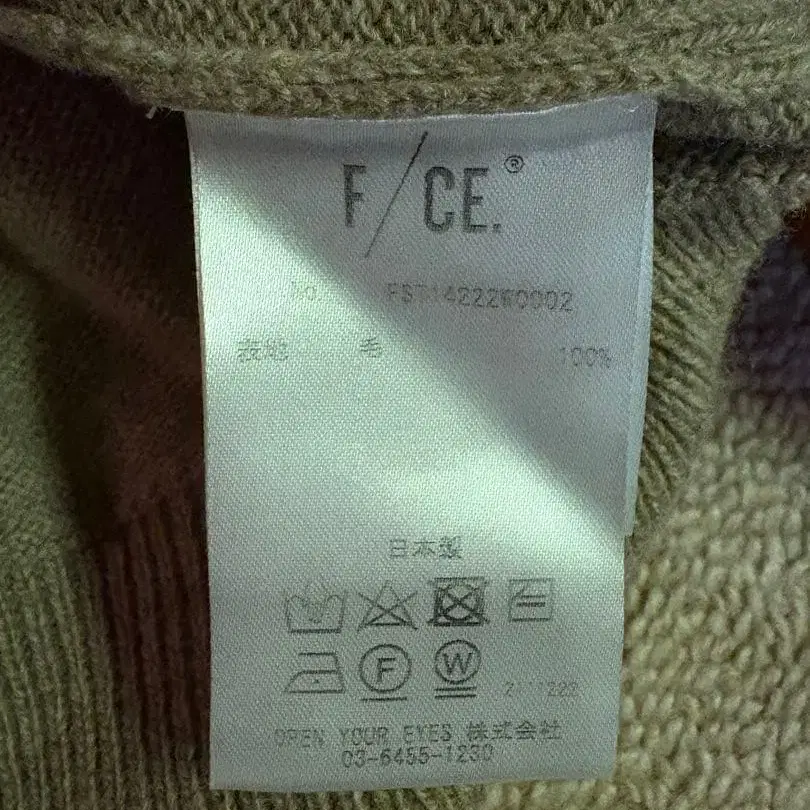 F/CE.®
No. FST14222W0002
表地 毛 100%
日本製
F W
OPEN YOUR EYES 株式会社
03-6455-1230